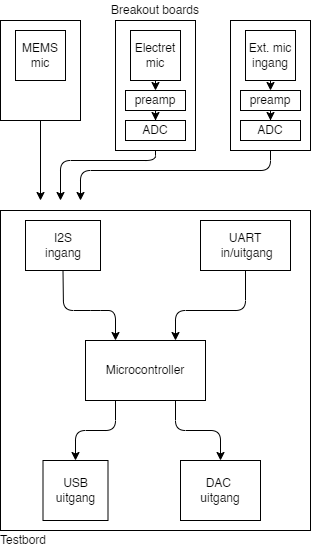 Breakout boards
MEMS
mic
Electret
mic
preamp
ADC
Ext. mic
ingang
preamp
ADC
I2S
ingang
UART
in/uitgang
Microcontroller
USB
uitgang
DAC
uitgang
Testbord